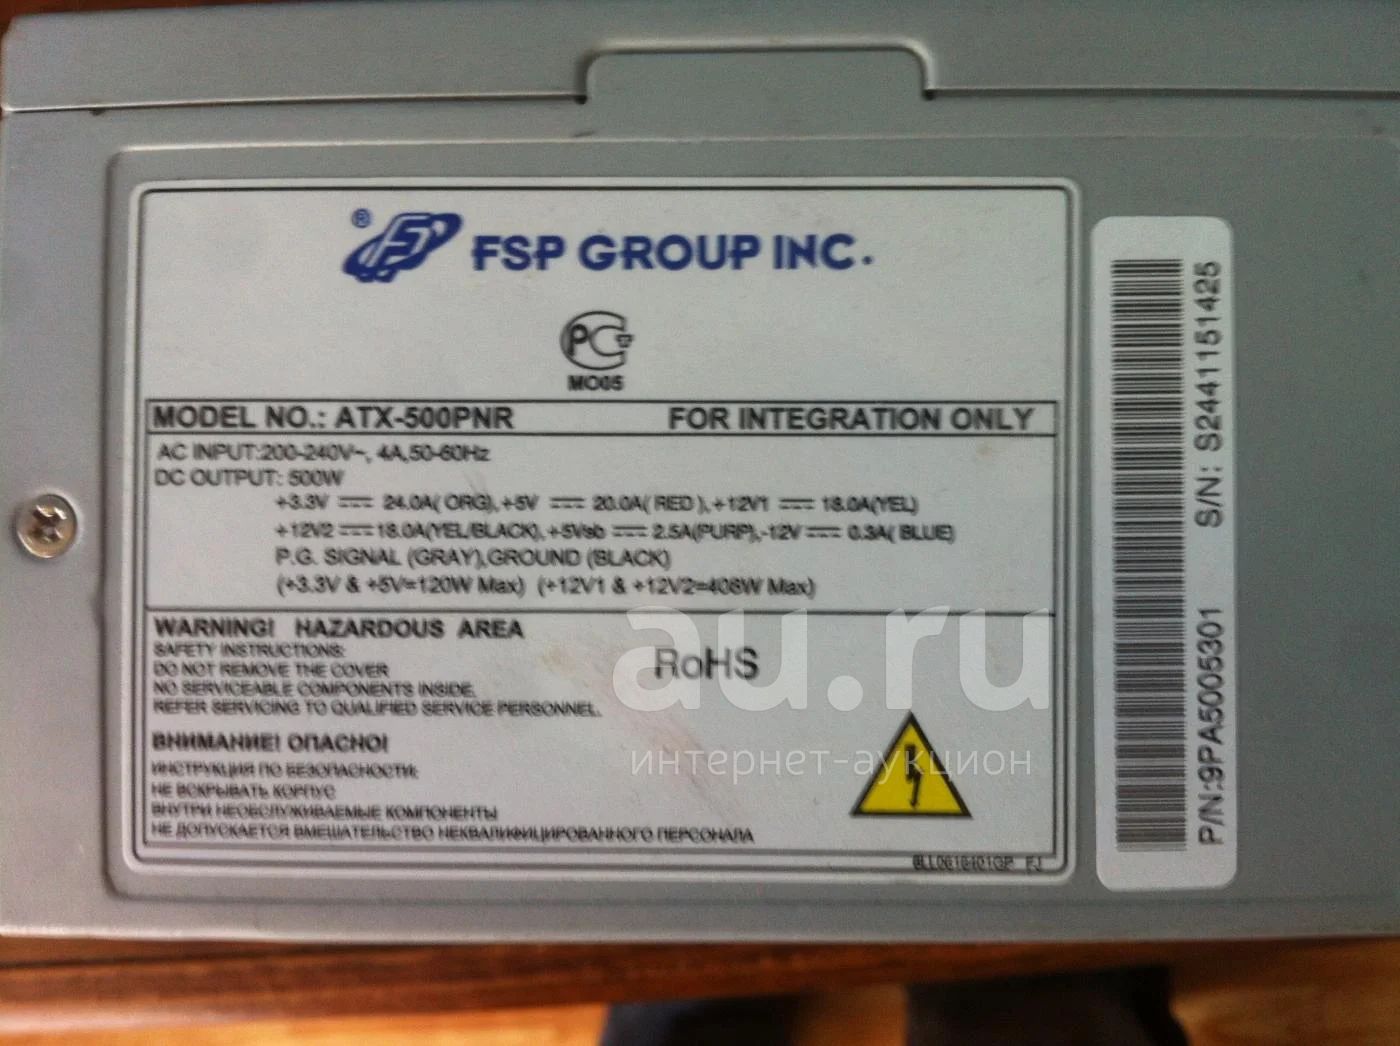 ® FSP GROUP INC.
РС
МО05
MODEL NO.: ATX-500PNR FOR INTEGRATION ONLY
AC INPUT:200-240V~, 4A,50-60Hz
DC OUTPUT: 500W
+3.3V ⎓ 24.0A( ORG),+5V ⎓ 20.0A( RED ),+12V1 ⎓ 18.0A(YEL)
+12V2 ⎓ 18.0A(YEL/BLACK),+5Vsb ⎓ 2.5A(PURP),-12V ⎓ 0.3A( BLUE)
P.G. SIGNAL (GRAY),GROUND (BLACK)
(+3.3V & +5V=120W Max) (+12V1 & +12V2=408W Max)
WARNING! HAZARDOUS AREA
SAFETY INSTRUCTIONS:
DO NOT REMOVE THE COVER
NO SERVICEABLE COMPONENTS INSIDE.
REFER SERVICING TO QUALIFIED SERVICE PERSONNEL.
RoHS
ВНИМАНИЕ! ОПАСНО!
ИНСТРУКЦИЯ ПО БЕЗОПАСНОСТИ:
НЕ ВСКРЫВАТЬ КОРПУС
ВНУТРИ НЕОБСЛУЖИВАЕМЫЕ КОМПОНЕНТЫ
НЕ ДОПУСКАЕТСЯ ВМЕШАТЕЛЬСТВО НЕКВАЛИФИЦИРОВАННОГО ПЕРСОНАЛА
P/N:9PA5005301 S/N: S2441151425
au.ru
интернет-аукцион